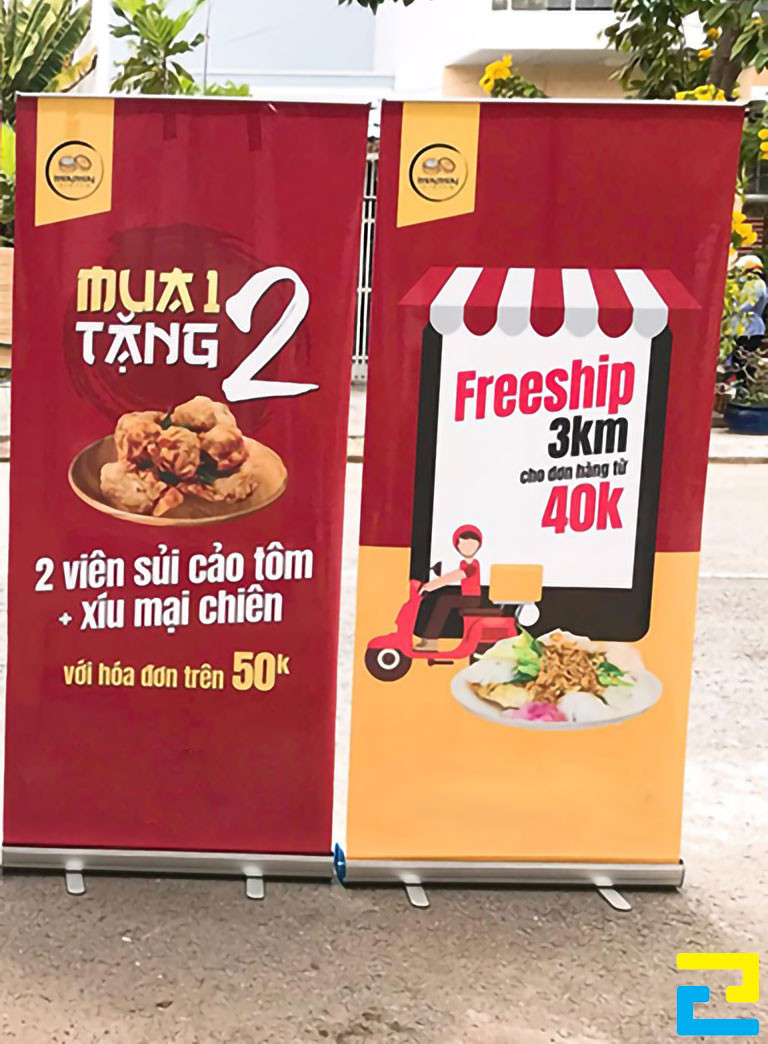 MUA 1
TẶNG 2
2 viên sủi cảo tôm
+ xíu mại chiên
với hóa đơn trên 50k
Freeship
3km
cho đơn hàng từ
40k